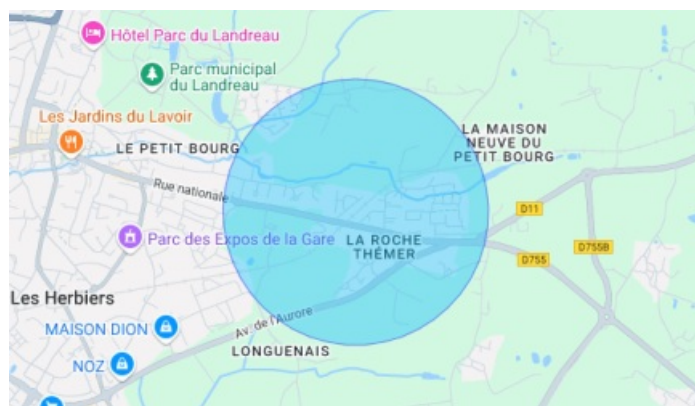 Hôtel Parc du Landreau
Parc municipal
du Landreau
Les Jardins du Lavoir
LE PETIT BOURG
LA MAISON
NEUVE DU
PETIT BOURG
Rue nationale
D11
Parc des Expos de la Gare
LA ROCHE
THÉMER
D755B
D755
Les Herbiers
MAISON DION
Av. de l'Aurore
LONGUENAIS
NOZ